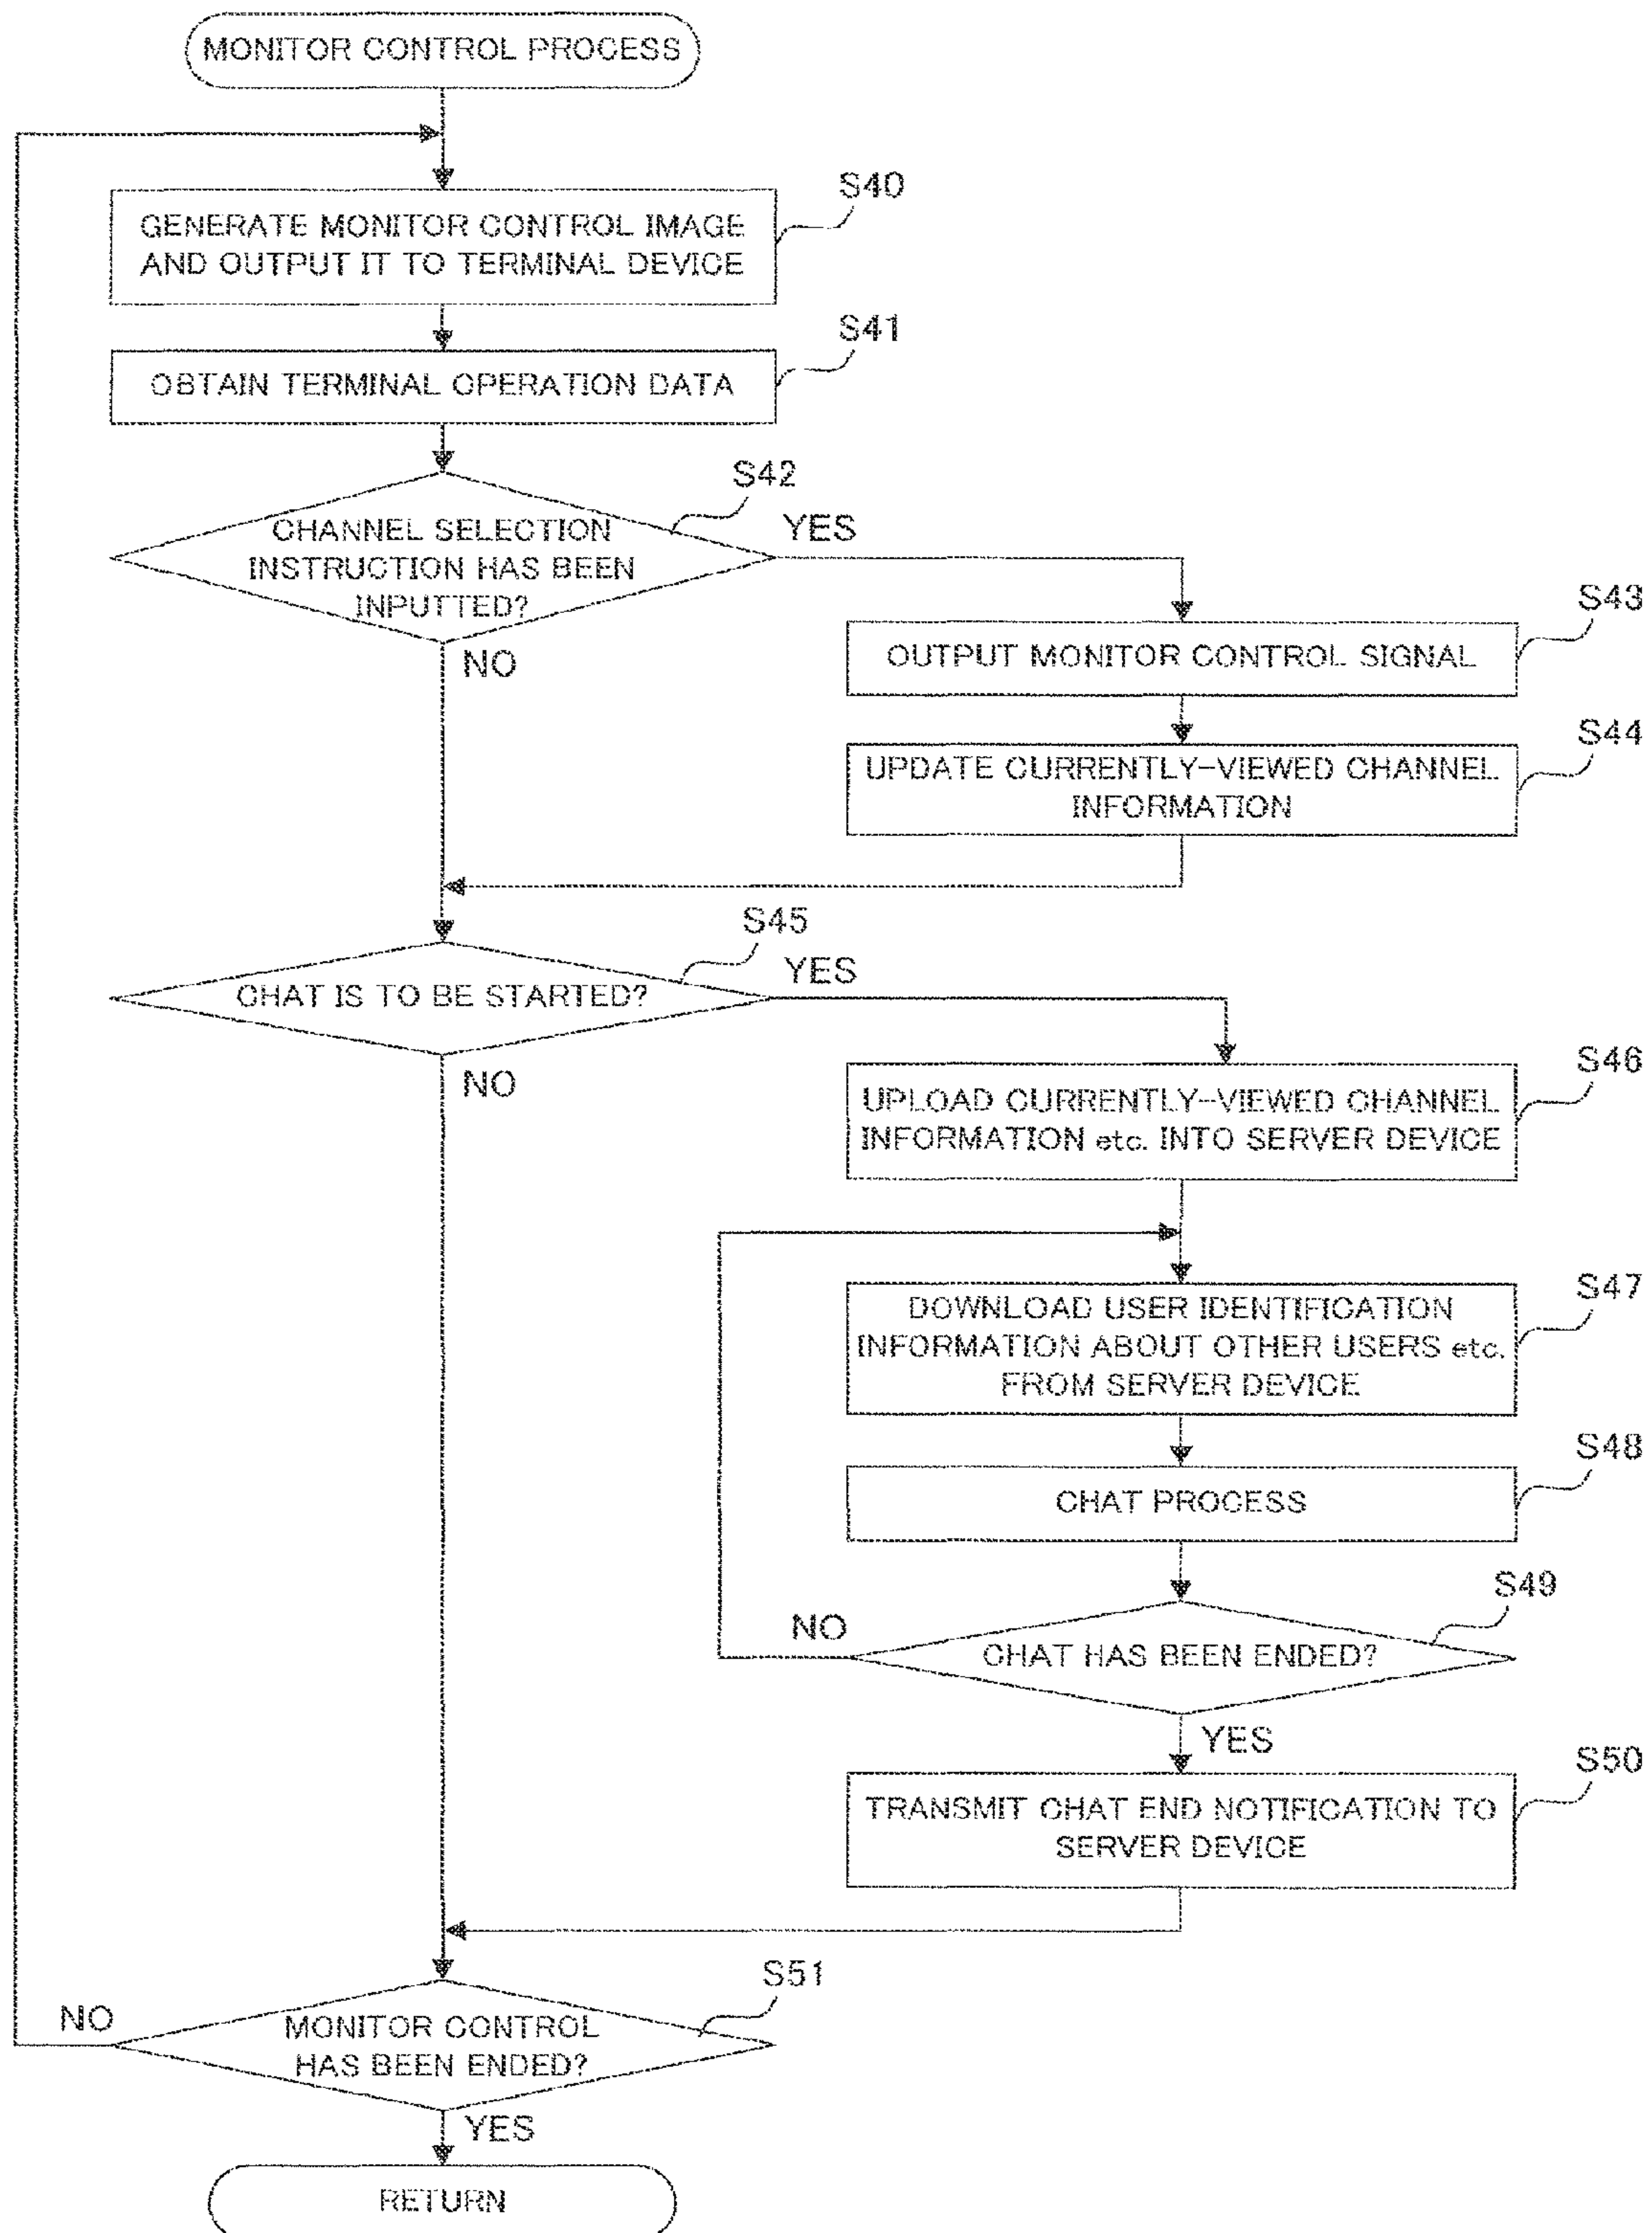 MONITOR CONTROL PROCESS
S40
GENERATE MONITOR CONTROL IMAGE
AND OUTPUT IT TO TERMINAL DEVICE
S41
OBTAIN TERMINAL OPERATION DATA
S42
CHANNEL SELECTION
INSTRUCTION HAS BEEN
INPUTTED?
YES
NO
S43
OUTPUT MONITOR CONTROL SIGNAL
S44
UPDATE CURRENTLY-VIEWED CHANNEL
INFORMATION
S45
CHAT IS TO BE STARTED?
YES
NO
S46
UPLOAD CURRENTLY-VIEWED CHANNEL
INFORMATION etc. INTO SERVER DEVICE
S47
DOWNLOAD USER IDENTIFICATION
INFORMATION ABOUT OTHER USERS etc.
FROM SERVER DEVICE
S48
CHAT PROCESS
S49
CHAT HAS BEEN ENDED?
NO
YES
S50
TRANSMIT CHAT END NOTIFICATION TO
SERVER DEVICE
S51
MONITOR CONTROL
HAS BEEN ENDED?
NO
YES
RETURN